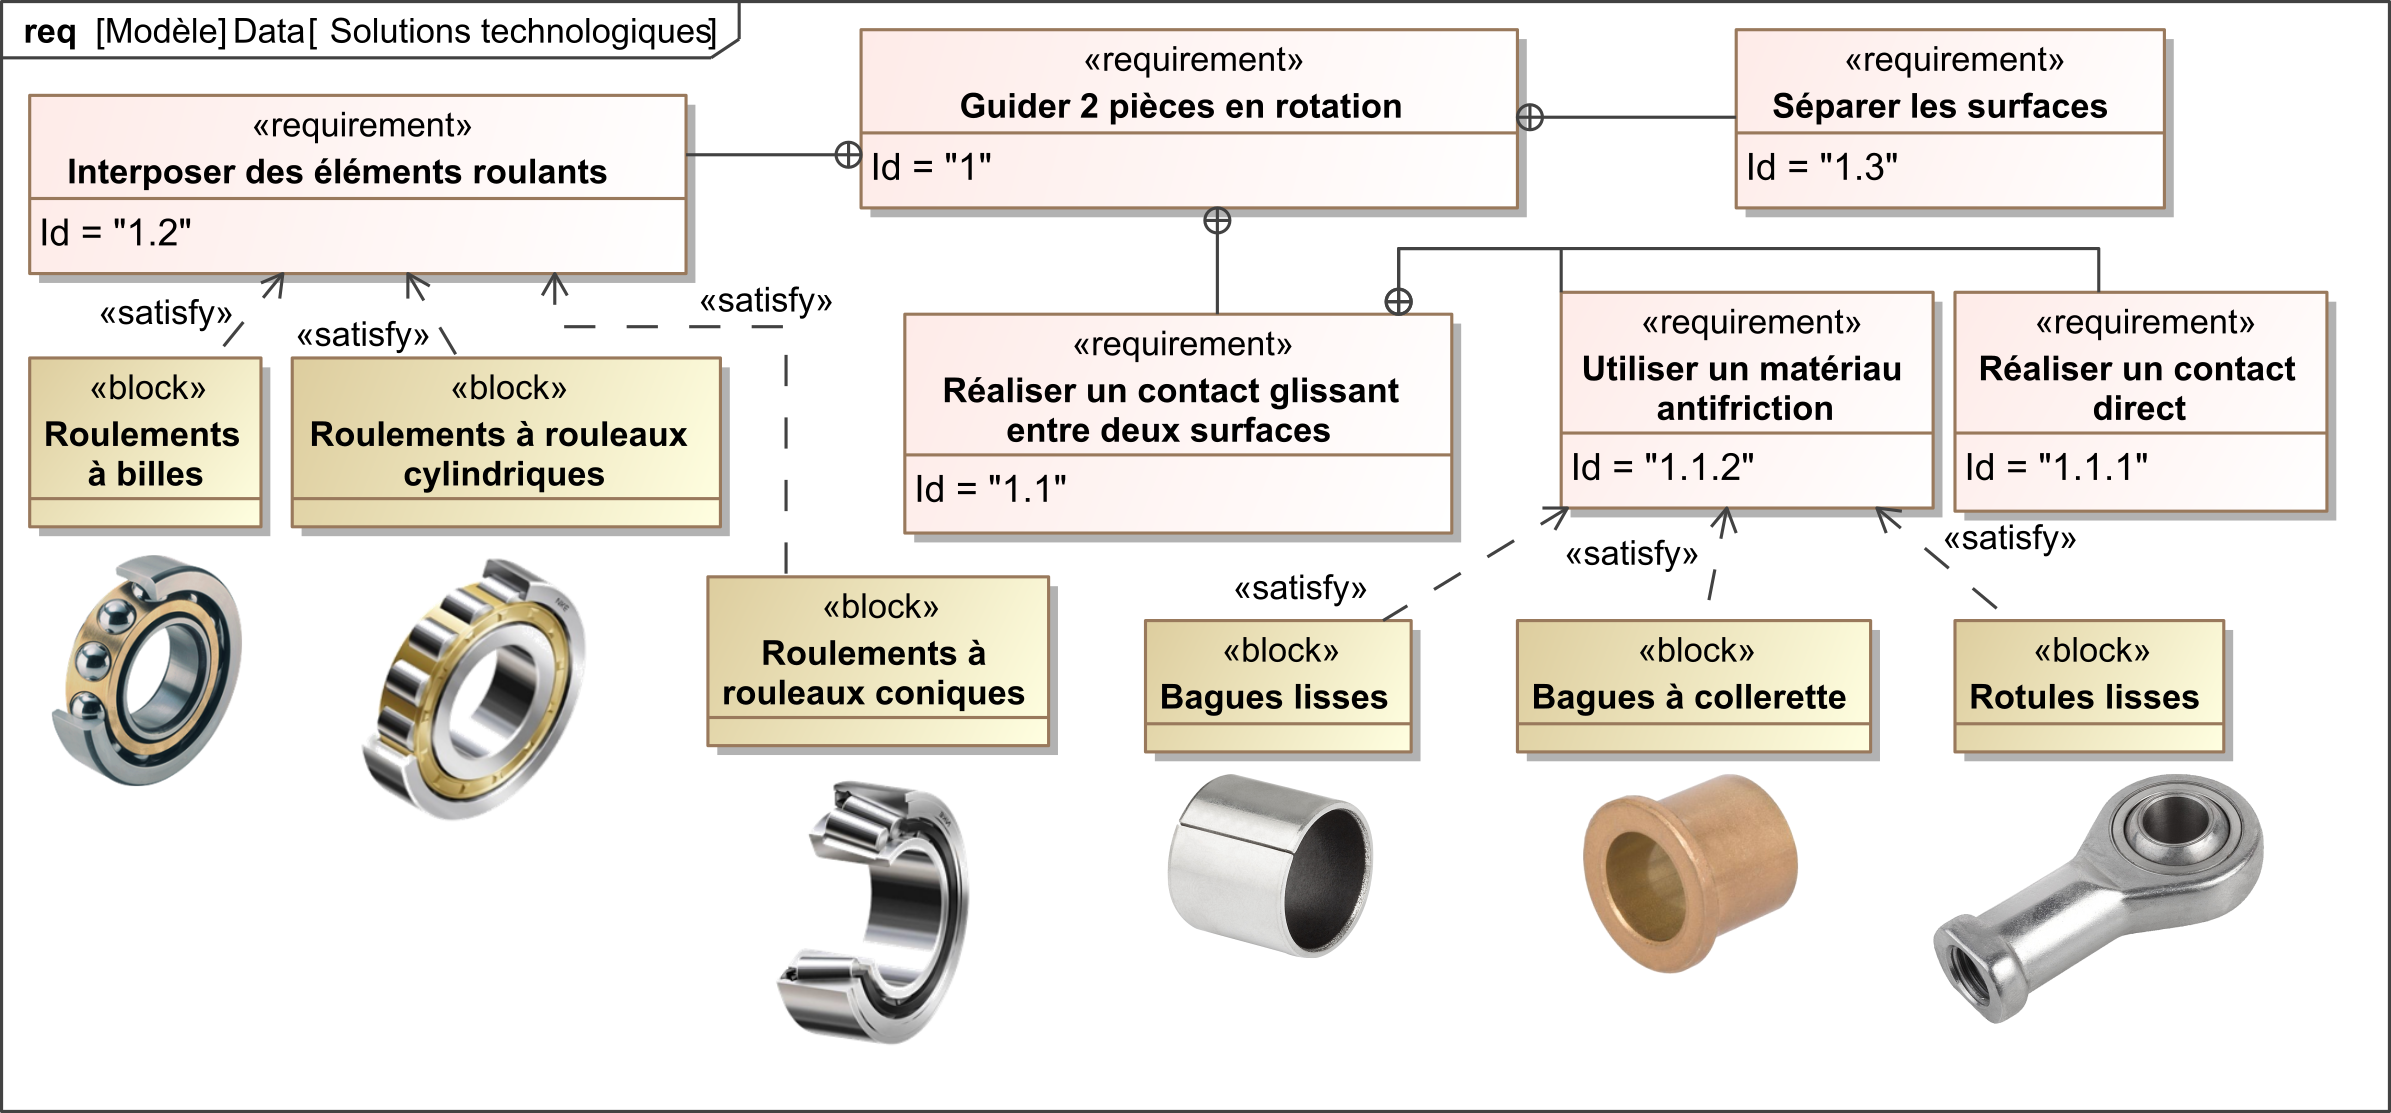 req [Modèle] Data[ Solutions technologiques]
«requirement»
Guider 2 pièces en rotation
Id = "1"
«requirement»
Séparer les surfaces
Id = "1.3"
«requirement»
Interposer des éléments roulants
Id = "1.2"
«satisfy»
«satisfy»
«satisfy»
«requirement»
Réaliser un contact glissant
entre deux surfaces
Id = "1.1"
«requirement»
Utiliser un matériau
antifriction
Id = "1.1.2"
«requirement»
Réaliser un contact
direct
Id = "1.1.1"
«block»
Roulements
à billes
«block»
Roulements à rouleaux
cylindriques
«block»
Roulements à
rouleaux coniques
«satisfy»
«satisfy»
«satisfy»
«block»
Bagues lisses
«block»
Bagues à collerette
«block»
Rotules lisses